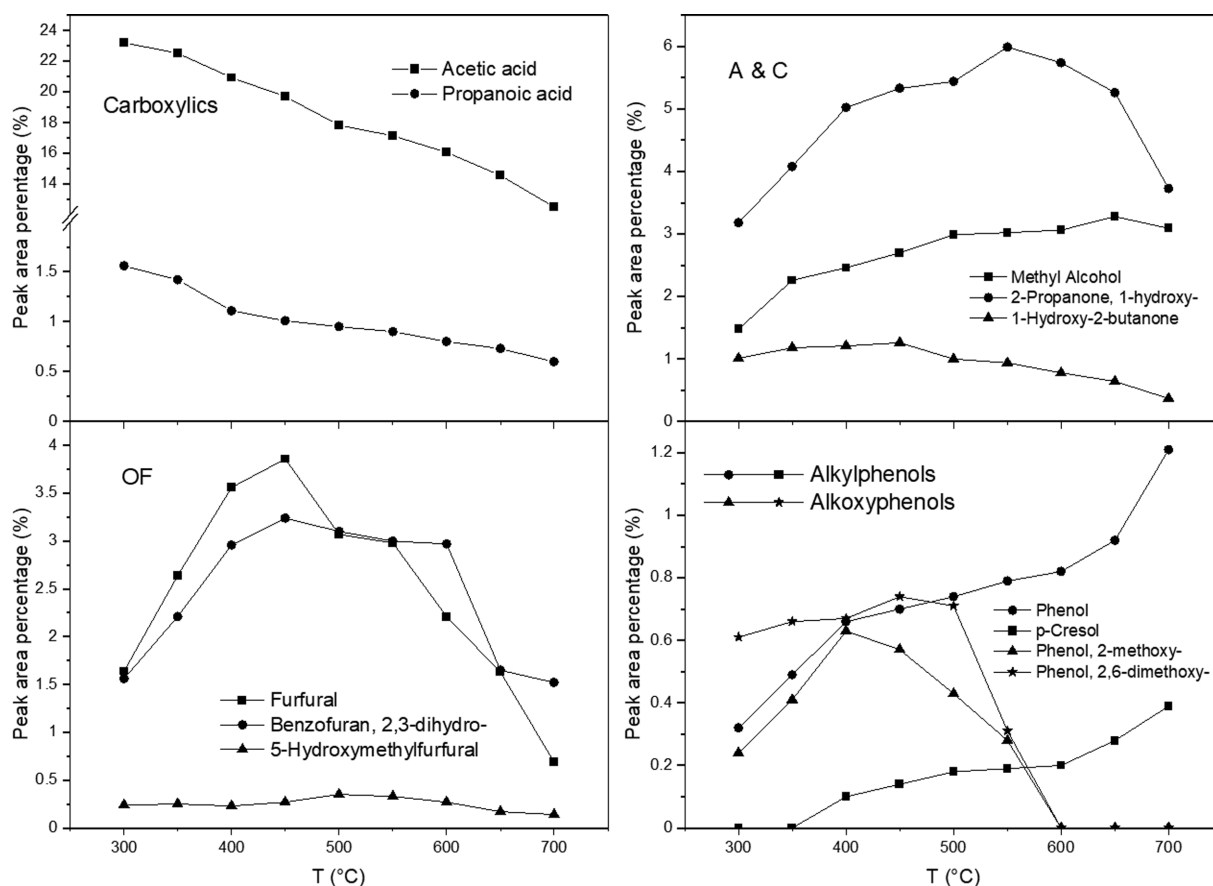 24
22
20
18
16
14
1.5
1
0.5
0
Peak area perentage (%)
Peak area percentage (%)
Carboxylics
Acetic acid
Propanoic acid
6
5
4
3
2
1
0
Peak area percentage (%)
A & C
Methyl Alcohol
2-Propanone, 1-hydroxy-
1-Hydroxy-2-butanone
4
3.5
3
2.5
2
1.5
1
0.5
0
Peak area percentage (%)
OF
Furfural
Benzofuran, 2,3-dihydro-
5-Hydroxymethylfurfural
300 400 500 600 700
T (°C)
1.2
1
0.8
0.6
0.4
0.2
0
Peak area percentage (%)
Alkylphenols
Alkoxyphenols
Phenol
p-Cresol
Phenol, 2-methoxy-
Phenol, 2,6-dimethoxy-
300 400 500 600 700
T (°C)